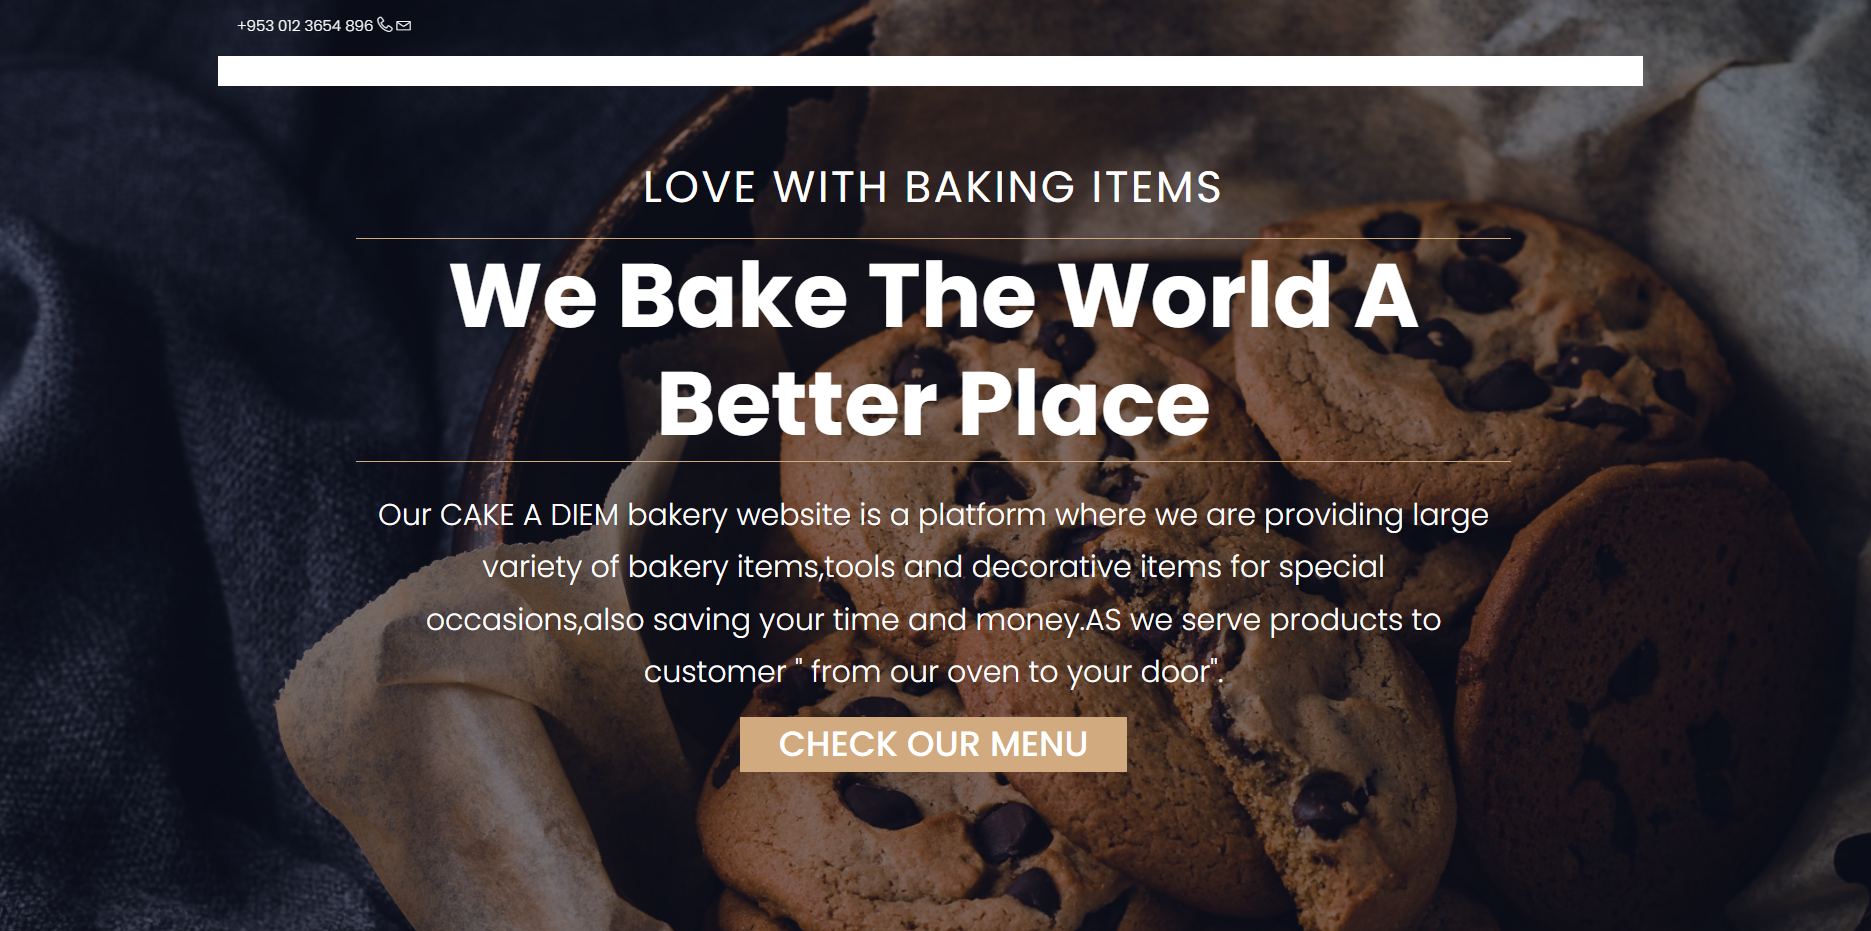 +953 012 3654 896
LOVE WITH BAKING ITEMS
We Bake The World A
Better Place
Our CAKE A DIEM bakery website is a platform where we are providing large
variety of bakery items,tools and decorative items for special
occasions,also saving your time and money.AS we serve products to
customer " from our oven to your door".
CHECK OUR MENU